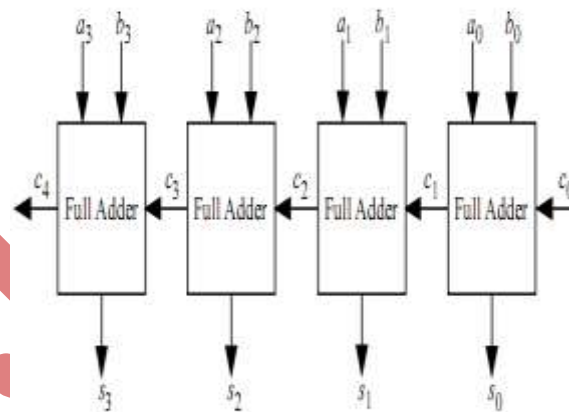 a₃ b₃ a₂ b₂ a₁ b₁ a₀ b₀
c₄ Full Adder c₃ Full Adder c₂ Full Adder c₁ Full Adder
s₃ s₂ s₁ s₀